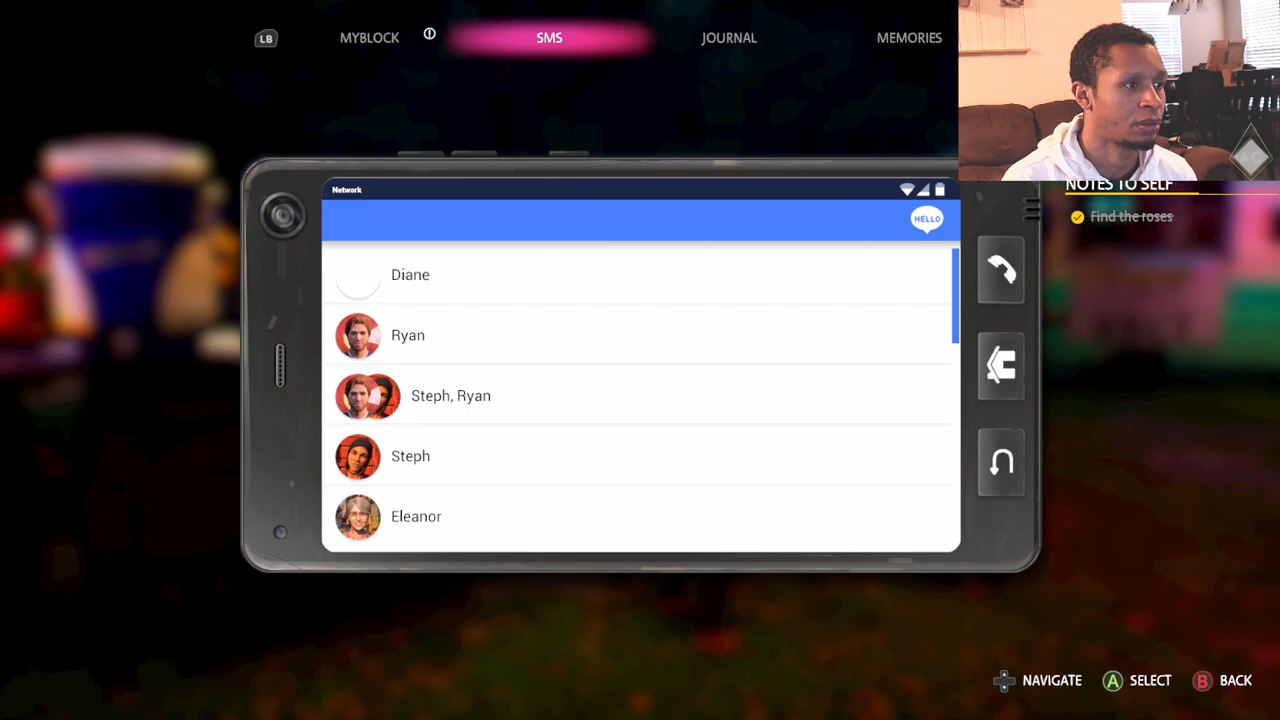 LB MYBLOCK SMS JOURNAL MEMORIES
NOTES TO SELF
Find the roses
Network
HELLO
Diane
Ryan
Steph, Ryan
Steph
Eleanor
NAVIGATE A SELECT B BACK